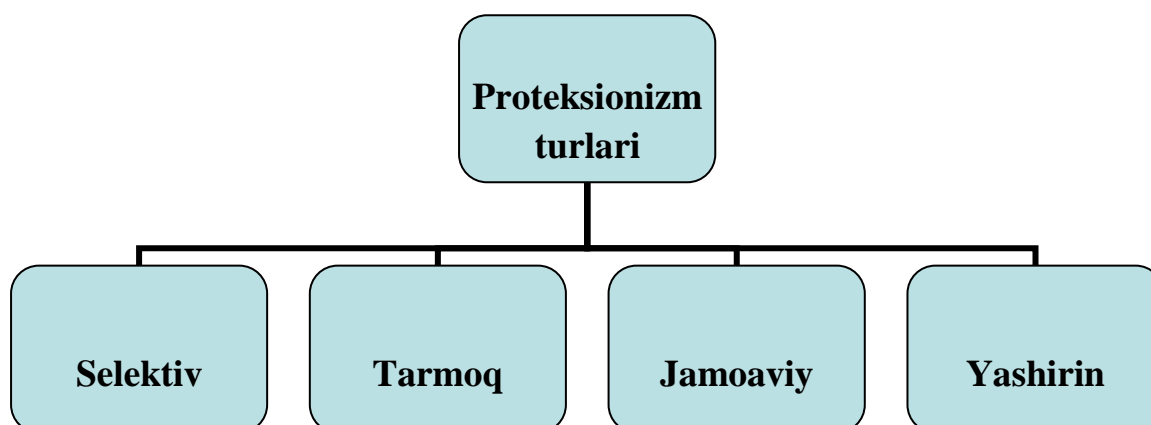 Proteksionizm
turlari
Selektiv
Tarmoq
Jamoaviy
Yashirin